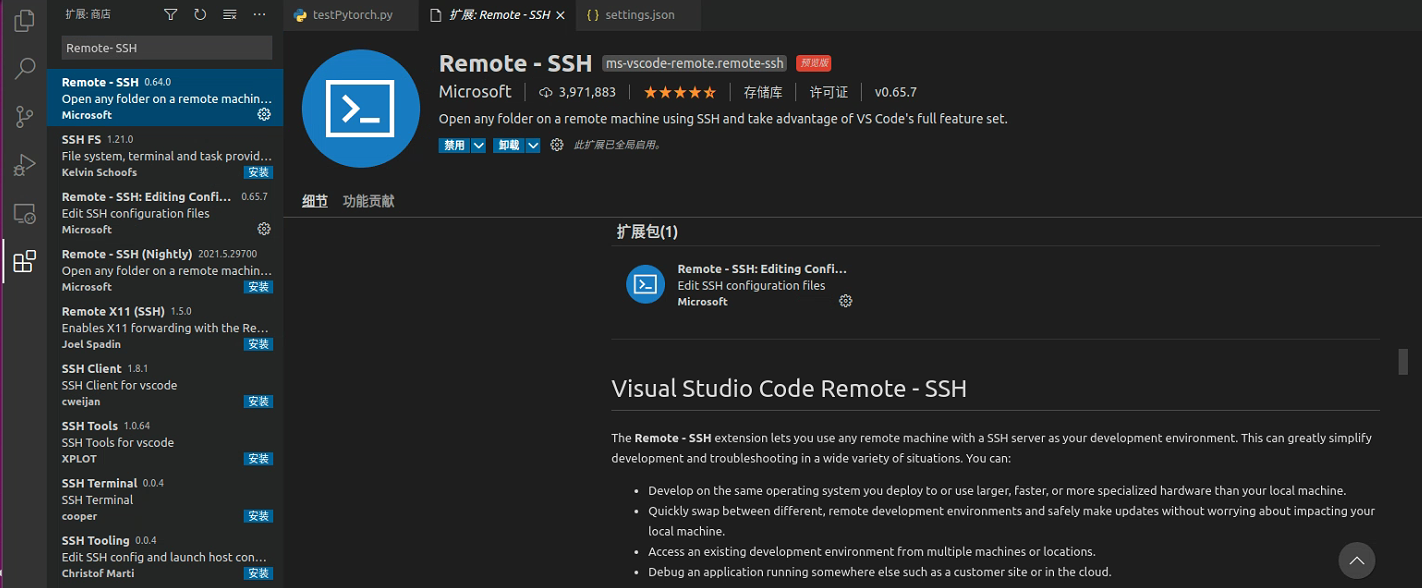 扩展: 商店
Remote- SSH
Remote - SSH 0.64.0
Open any folder on a remote machin...
Microsoft
SSH FS 1.21.0
File system, terminal and task provid...
Kelvin Schoofs 安装
Remote - SSH: Editing Confi... 0.65.7
Edit SSH configuration files
Microsoft
Remote - SSH (Nightly) 2021.5.29700
Open any folder on a remote machin...
Microsoft 安装
Remote X11 (SSH) 1.5.0
Enables X11 forwarding with the Re...
Joel Spadin 安装
SSH Client 1.8.1
SSH Client for vscode
cweijan 安装
SSH Tools 1.0.64
SSH Tools for vscode
XPLOT 安装
SSH Terminal 0.0.4
SSH Terminal
cooper 安装
SSH Tooling 0.0.4
Edit SSH config and launch host con...
Christof Marti 安装
testPytorch.py 扩展: Remote - SSH { } settings.json
Remote - SSH ms-vscode-remote.remote-ssh 预览版
Microsoft 3,971,883 存储库 许可证 v0.65.7
Open any folder on a remote machine using SSH and take advantage of VS Code's full feature set.
禁用 卸载 此扩展已全局启用。
细节 功能贡献
扩展包(1)
Remote - SSH: Editing Confi...
Edit SSH configuration files
Microsoft
Visual Studio Code Remote - SSH
The Remote - SSH extension lets you use any remote machine with a SSH server as your development environment. This can greatly simplify
development and troubleshooting in a wide variety of situations. You can:
• Develop on the same operating system you deploy to or use larger, faster, or more specialized hardware than your local machine.
• Quickly swap between different, remote development environments and safely make updates without worrying about impacting your
local machine.
• Access an existing development environment from multiple machines or locations.
• Debug an application running somewhere else such as a customer site or in the cloud.